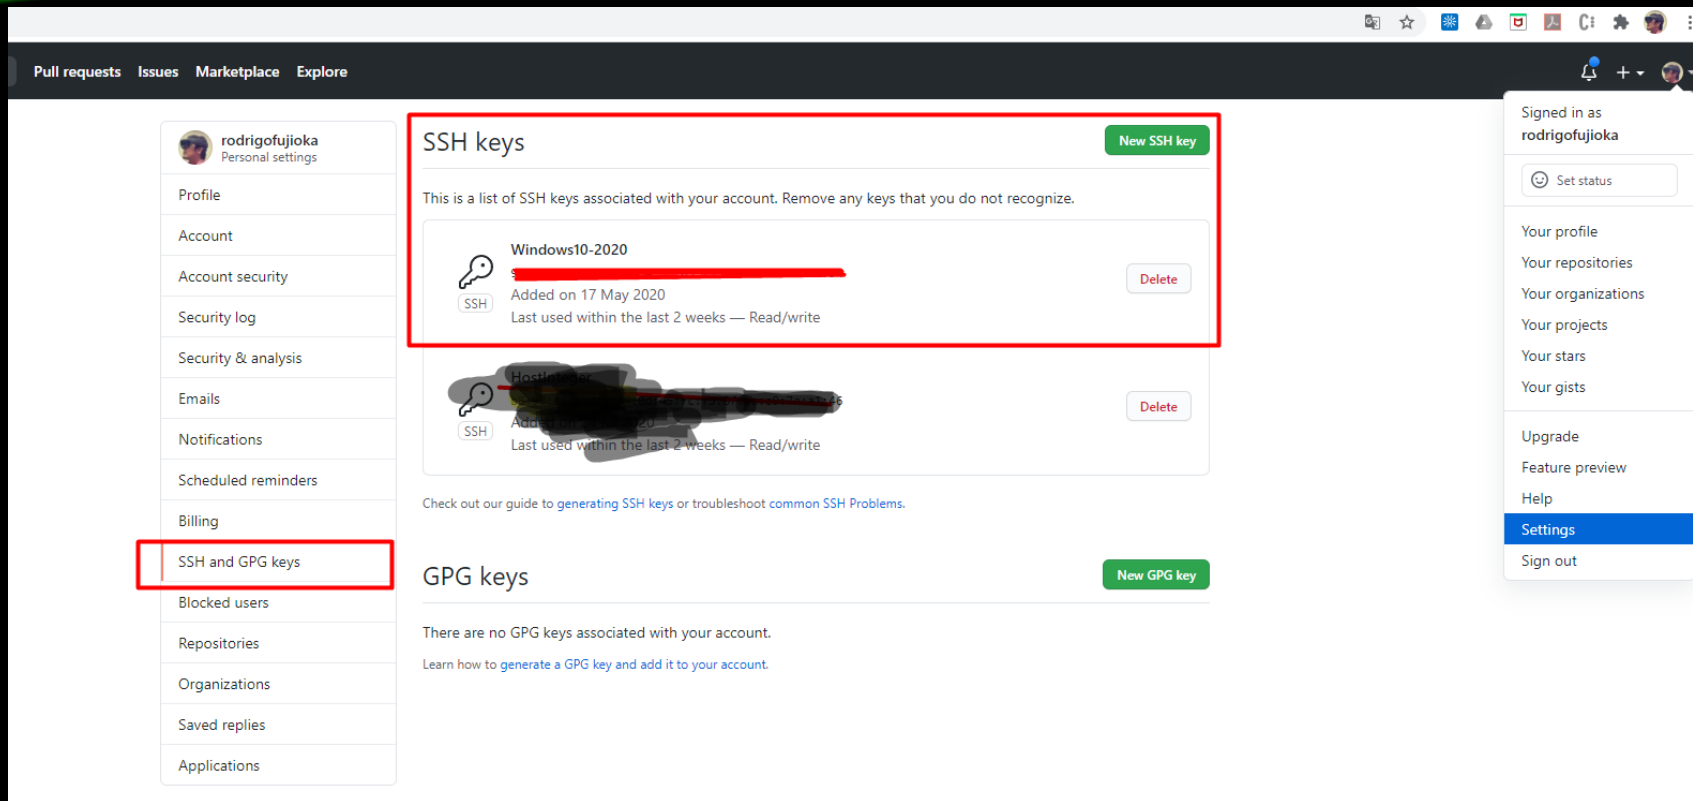 Pull requests Issues Marketplace Explore
Signed in as
rodrigofujioka
Set status
Your profile
Your repositories
Your organizations
Your projects
Your stars
Your gists
Upgrade
Feature preview
Help
Settings
Sign out
rodrigofujioka
Personal settings
Profile
Account
Account security
Security log
Security & analysis
Emails
Notifications
Scheduled reminders
Billing
SSH and GPG keys
Blocked users
Repositories
Organizations
Saved replies
Applications
SSH keys
New SSH key
This is a list of SSH keys associated with your account. Remove any keys that you do not recognize.
Windows10-2020
SSH
Added on 17 May 2020
Last used within the last 2 weeks — Read/write
Delete
SSH
Last used within the last 2 weeks — Read/write
Delete
Check out our guide to generating SSH keys or troubleshoot common SSH Problems.
GPG keys
New GPG key
There are no GPG keys associated with your account.
Learn how to generate a GPG key and add it to your account.